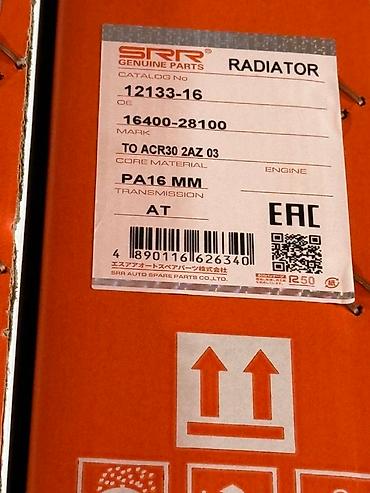 SRR®
GENUINE PARTS
RADIATOR
CATALOG No
12133-16
OE
16400-28100
MARK
TO ACR30 2AZ 03
CORE MATERIAL
ENGINE
PA16 MM
TRANSMISSION
AT
EAC
4 890116 626340
エスアアオートスペアパーツ株式会社
SRR AUTO SPARE PARTS CO.,LTD.
R50
紙